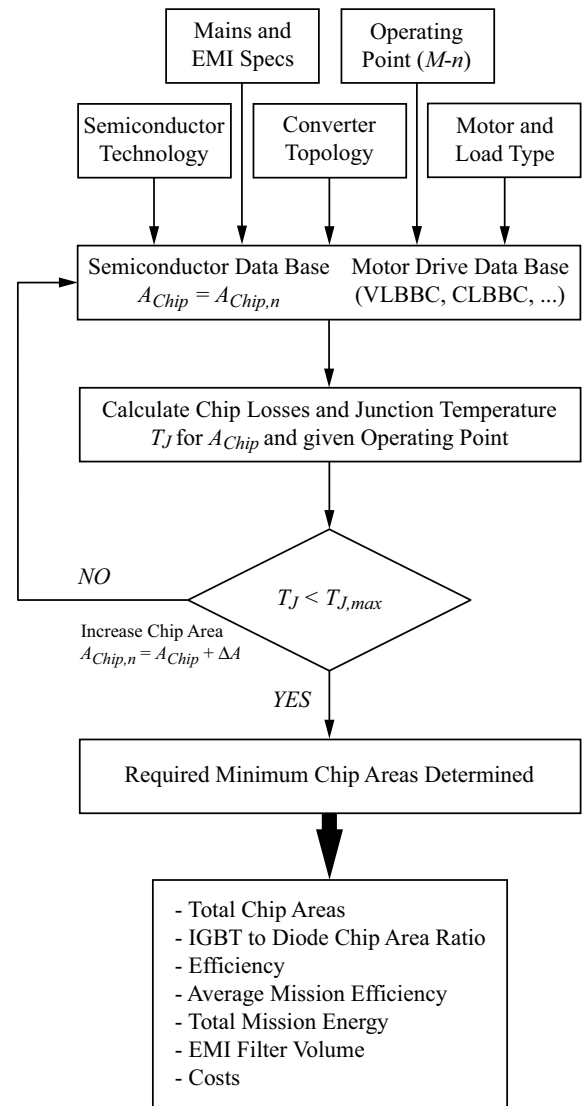 Mains and
EMI Specs
Operating
Point (M-n)
Semiconductor
Technology
Converter
Topology
Motor and
Load Type
Semiconductor Data Base
A_Chip = A_Chip,n
Motor Drive Data Base
(VLBBC, CLBBC, ...)
Calculate Chip Losses and Junction Temperature
T_J for A_Chip and given Operating Point
NO
T_J < T_J,max
Increase Chip Area
A_Chip,n = A_Chip + ΔA
YES
Required Minimum Chip Areas Determined
- Total Chip Areas
- IGBT to Diode Chip Area Ratio
- Efficiency
- Average Mission Efficiency
- Total Mission Energy
- EMI Filter Volume
- Costs